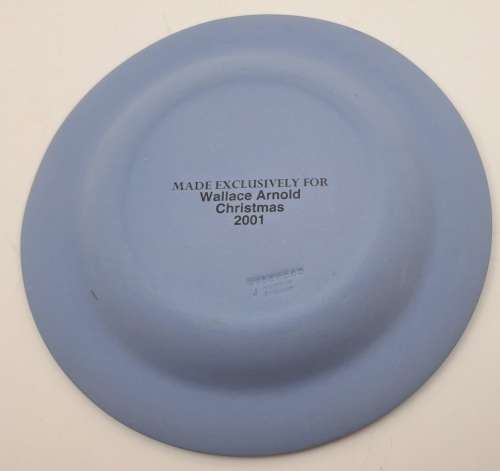 MADE EXCLUSIVELY FOR
Wallace Arnold
Christmas
2001